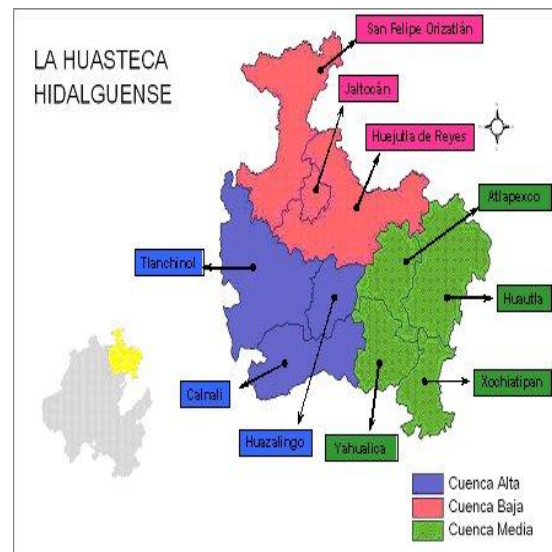 LA HUASTECA
HIDALGUENSE
San Felipe Orizatlán
Jaltocán
Huejutla de Reyes
Atlapexco
Tlanchinol
Huautla
Calnali
Xochiatipan
Huazalingo
Yahualica
Cuenca Alta
Cuenca Baja
Cuenca Media